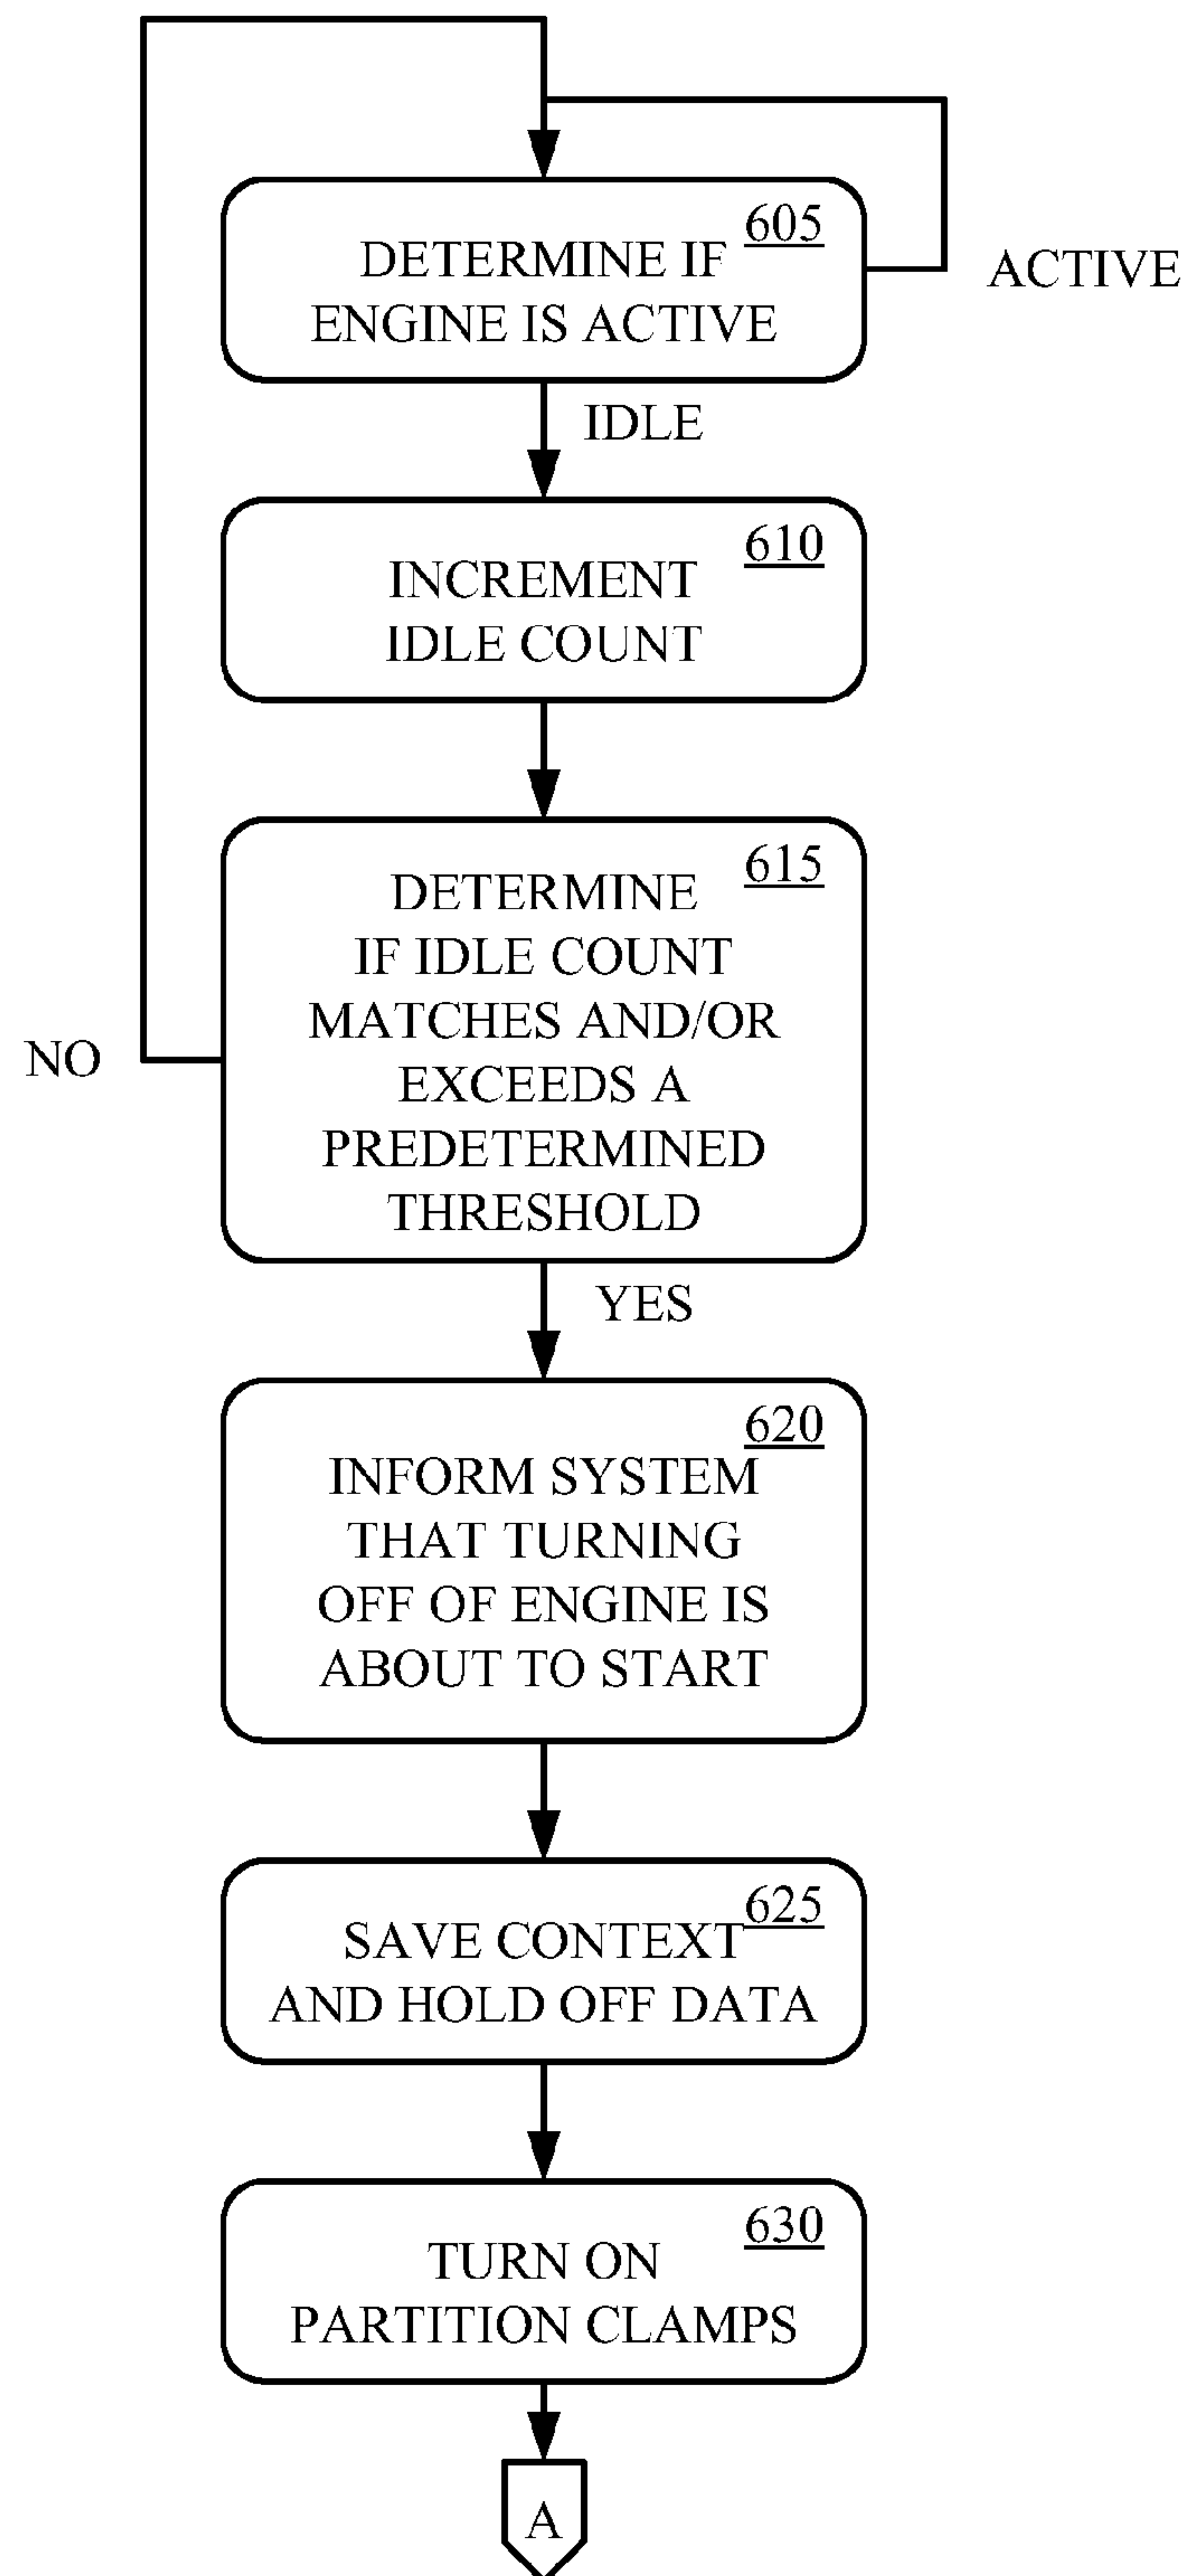 605
DETERMINE IF
ENGINE IS ACTIVE
ACTIVE
IDLE
610
INCREMENT
IDLE COUNT
615
DETERMINE
IF IDLE COUNT
MATCHES AND/OR
EXCEEDS A
PREDETERMINED
THRESHOLD
NO
YES
620
INFORM SYSTEM
THAT TURNING
OFF OF ENGINE IS
ABOUT TO START
625
SAVE CONTEXT
AND HOLD OFF DATA
630
TURN ON
PARTITION CLAMPS
A